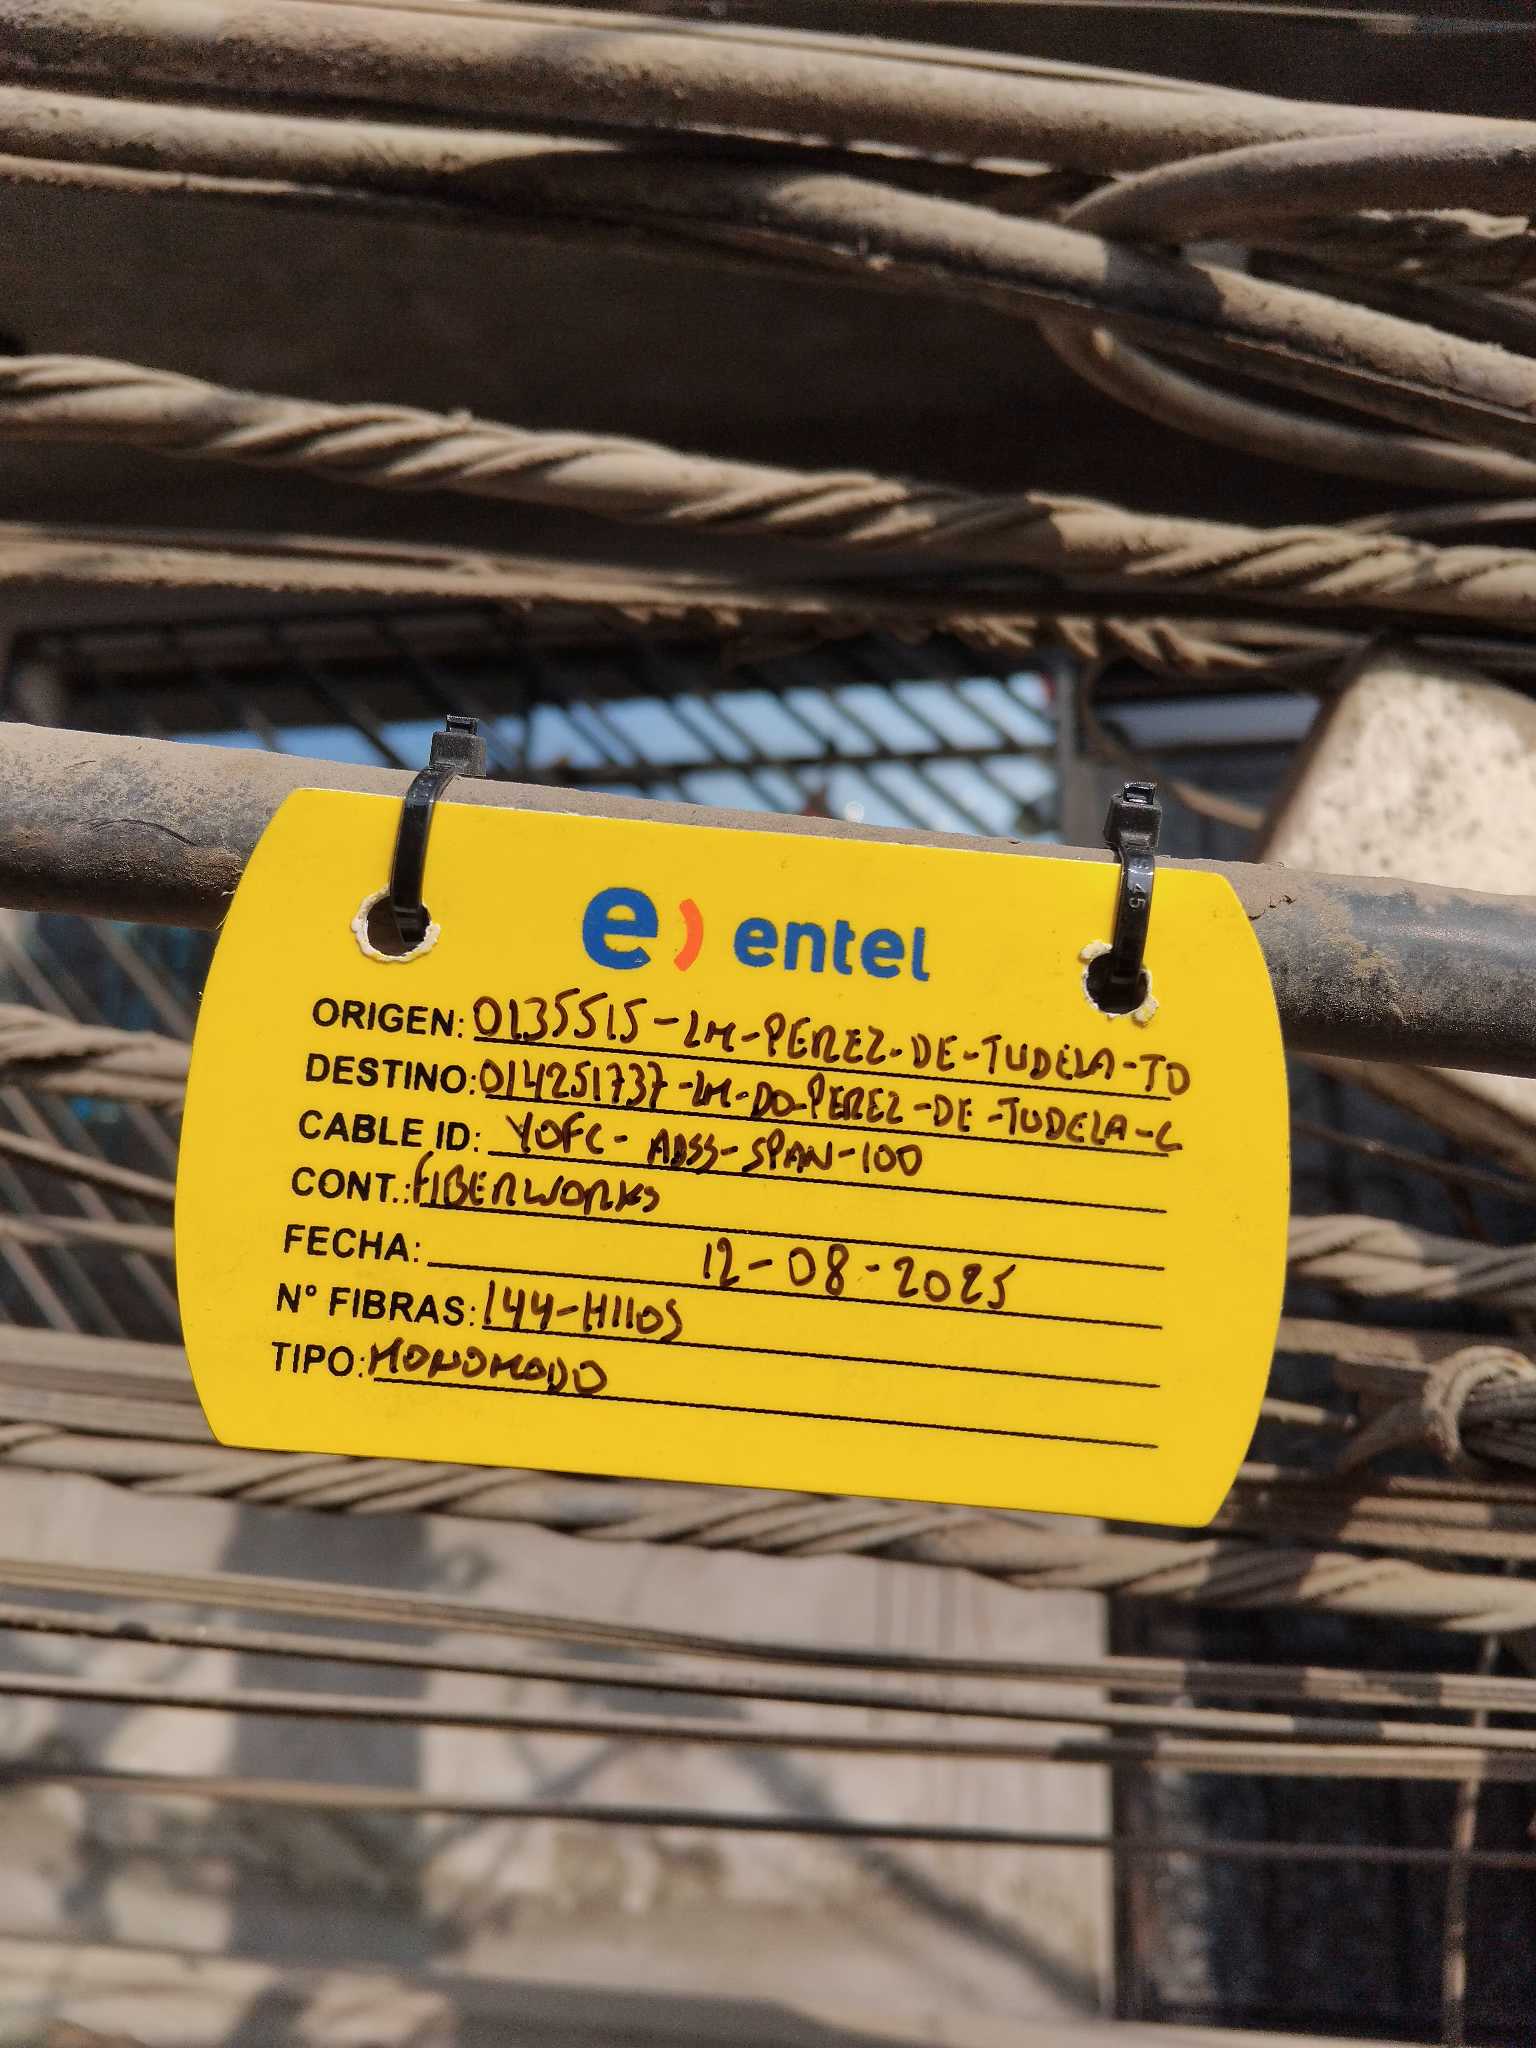 e) entel
ORIGEN: 0135515-LM-PEREZ-DE-TUDELA-TD
DESTINO: 014251737-LM-DO-PEREZ-DE-TUDELA-C
CABLE ID: YOFC-ADSS-SPAN-100
CONT.: FIBERWORKS
FECHA: 12-08-2025
N° FIBRAS: 144-HIlOS
TIPO: MONOMODO